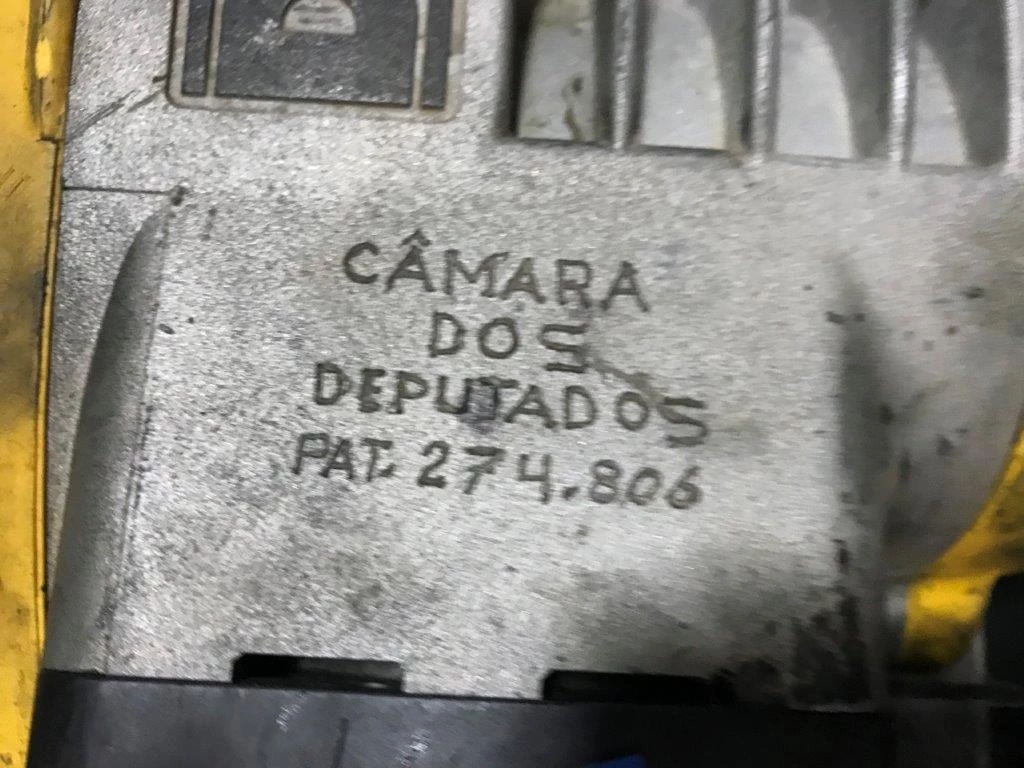 CÂMARA
DOS
DEPUTADOS
PAT. 274.806